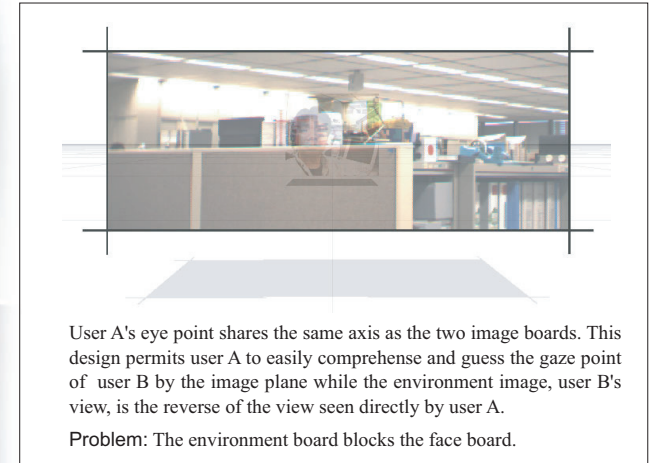 User A's eye point shares the same axis as the two image boards. This
design permits user A to easily comprehense and guess the gaze point
of user B by the image plane while the environment image, user B's
view, is the reverse of the view seen directly by user A.
Problem: The environment board blocks the face board.